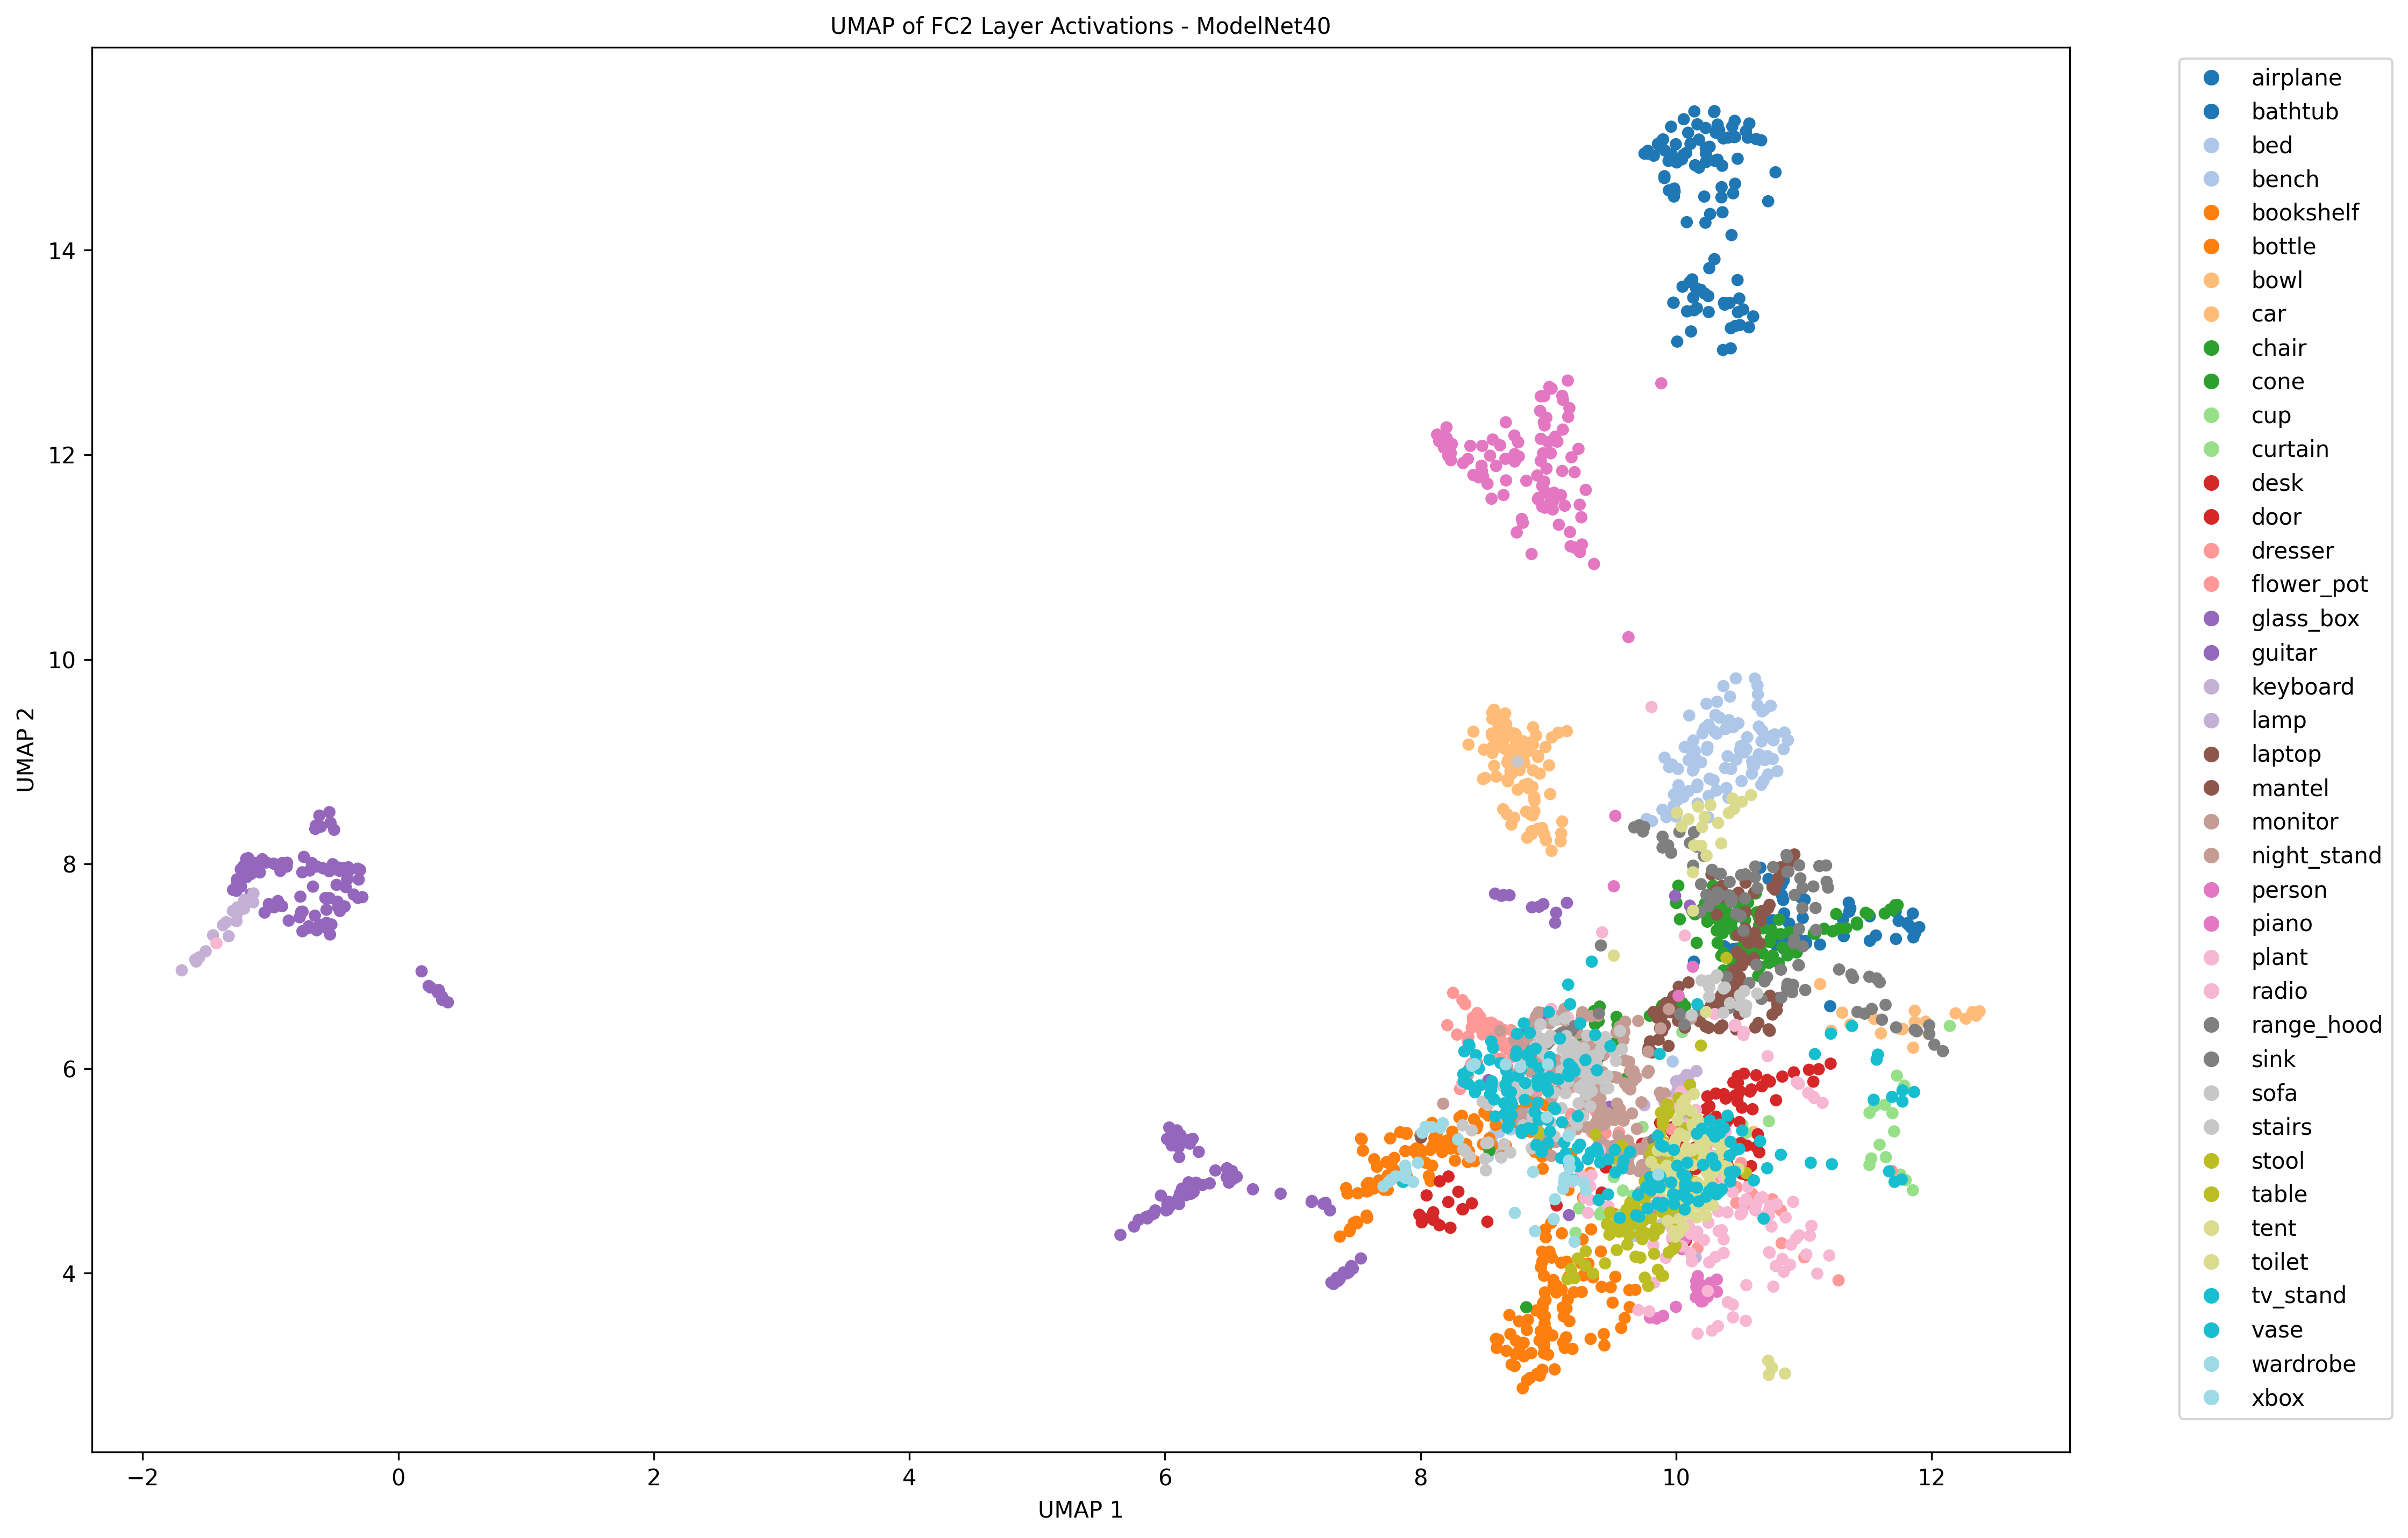 UMAP of FC2 Layer Activations - ModelNet40
UMAP 2
14
12
10
8
6
4
−2
0
2
4
6
8
10
12
UMAP 1
airplane
bathtub
bed
bench
bookshelf
bottle
bowl
car
chair
cone
cup
curtain
desk
door
dresser
flower_pot
glass_box
guitar
keyboard
lamp
laptop
mantel
monitor
night_stand
person
piano
plant
radio
range_hood
sink
sofa
stairs
stool
table
tent
toilet
tv_stand
vase
wardrobe
xbox